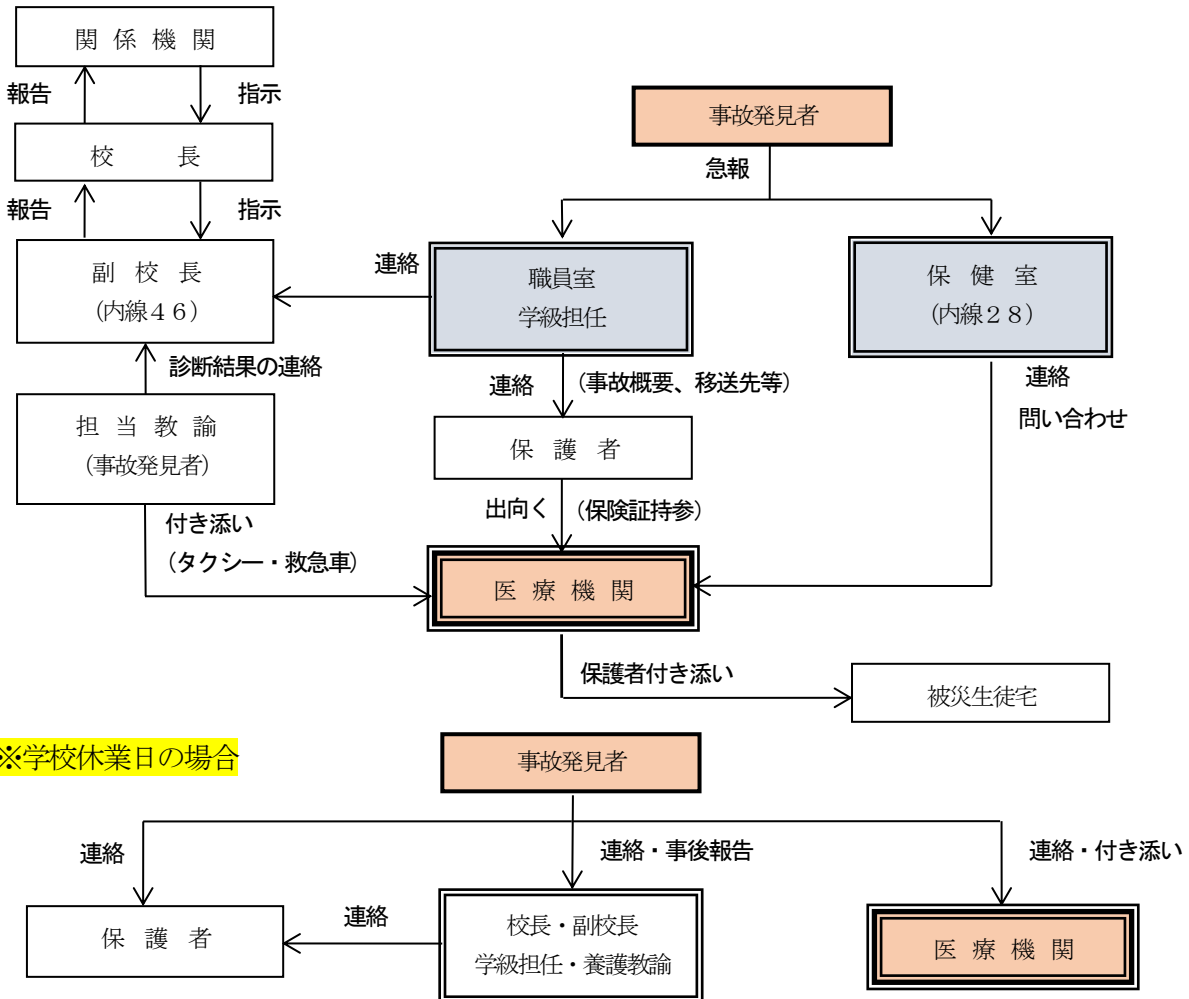 関係機関
報告
指示
校長
報告
指示
副校長
(内線４６)
診断結果の連絡
担当教諭
(事故発見者)
付き添い
(タクシー・救急車)
事故発見者
急報
連絡
職員室
学級担任
保健室
(内線２８)
連絡
(事故概要、移送先等)
連絡
問い合わせ
保護者
出向く
(保険証持参)
医療機関
保護者付き添い
被災生徒宅
※学校休業日の場合
事故発見者
連絡
連絡・事後報告
連絡・付き添い
保護者
連絡
校長・副校長
学級担任・養護教諭
医療機関